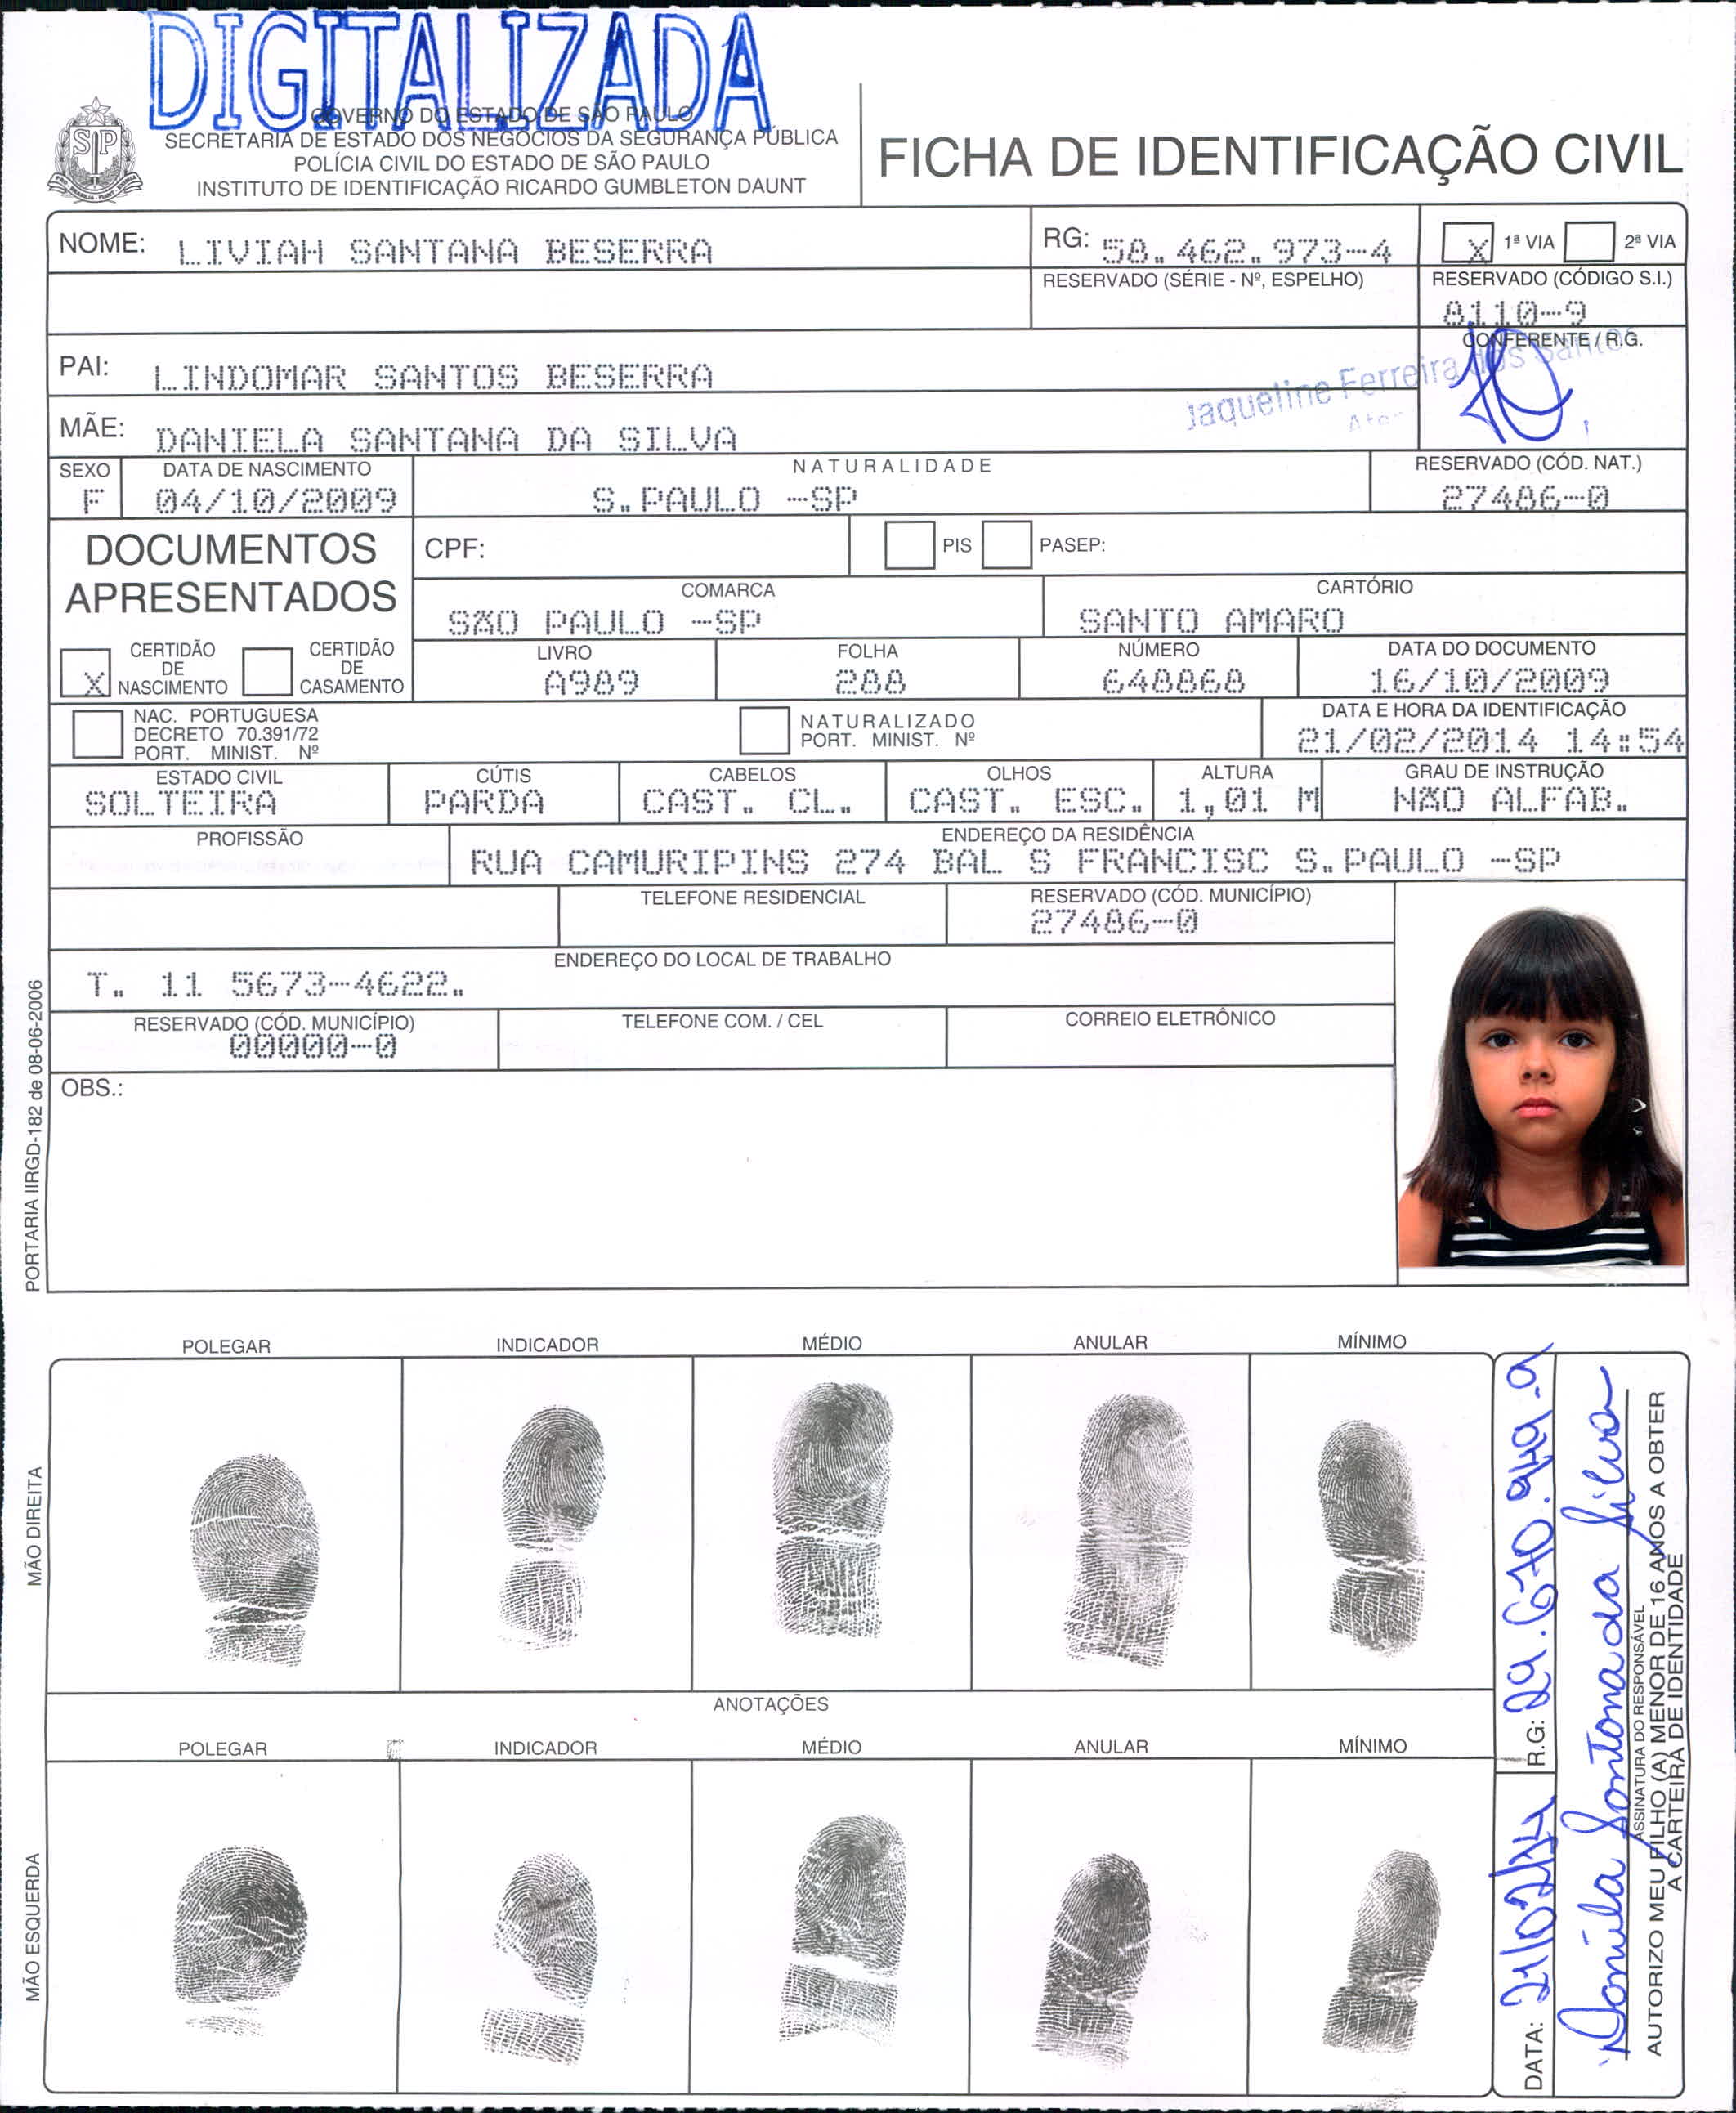 DIGITALIZADA
GOVERNO DO ESTADO DE SÃO PAULO
SECRETARIA DE ESTADO DOS NEGÓCIOS DA SEGURANÇA PÚBLICA
POLÍCIA CIVIL DO ESTADO DE SÃO PAULO
INSTITUTO DE IDENTIFICAÇÃO RICARDO GUMBLETON DAUNT
FICHA DE IDENTIFICAÇÃO CIVIL
NOME: LIVIAH SANTANA BESERRA
RG: 58.462.973-4
X 1ª VIA 2ª VIA
RESERVADO (SÉRIE - Nº, ESPELHO)
RESERVADO (CÓDIGO S.I.)
8110-9
CONFERENTE / R.G.
Jaqueline Ferreira dos Santos
PAI: LINDOMAR SANTOS BESERRA
MÃE: DANIELA SANTANA DA SILVA
SEXO
F
DATA DE NASCIMENTO
04/10/2009
NATURALIDADE
S.PAULO -SP
RESERVADO (CÓD. NAT.)
27486-0
DOCUMENTOS
APRESENTADOS
CPF:
PIS PASEP:
COMARCA
SÃO PAULO -SP
CARTÓRIO
SANTO AMARO
X CERTIDÃO
DE
NASCIMENTO
CERTIDÃO
DE
CASAMENTO
LIVRO
A989
FOLHA
288
NÚMERO
648868
DATA DO DOCUMENTO
16/10/2009
NAC. PORTUGUESA
DECRETO 70.391/72
PORT. MINIST. Nº
NATURALIZADO
PORT. MINIST. Nº
DATA E HORA DA IDENTIFICAÇÃO
21/02/2014 14:54
ESTADO CIVIL
SOLTEIRA
CÚTIS
PARDA
CABELOS
CAST. CL.
OLHOS
CAST. ESC.
ALTURA
1,01 M
GRAU DE INSTRUÇÃO
NÃO ALFAB.
PROFISSÃO
ENDEREÇO DA RESIDÊNCIA
RUA CAMURIPINS 274 BAL S FRANCISC S.PAULO -SP
TELEFONE RESIDENCIAL
RESERVADO (CÓD. MUNICÍPIO)
27486-0
ENDEREÇO DO LOCAL DE TRABALHO
T. 11 5673-4622.
RESERVADO (CÓD. MUNICÍPIO)
00000-0
TELEFONE COM. / CEL
CORREIO ELETRÔNICO
OBS.:
PORTARIA IIRGD-182 de 08-06-2006
POLEGAR INDICADOR MÉDIO ANULAR MÍNIMO
MÃO DIREITA
ANOTAÇÕES
POLEGAR INDICADOR MÉDIO ANULAR MÍNIMO
MÃO ESQUERDA
DATA: 21/02/14 R.G: 29.670.949-9
Daniela Santana da Silva
ASSINATURA DO RESPONSÁVEL
AUTORIZO MEU FILHO (A) MENOR DE 16 ANOS A OBTER
A CARTEIRA DE IDENTIDADE